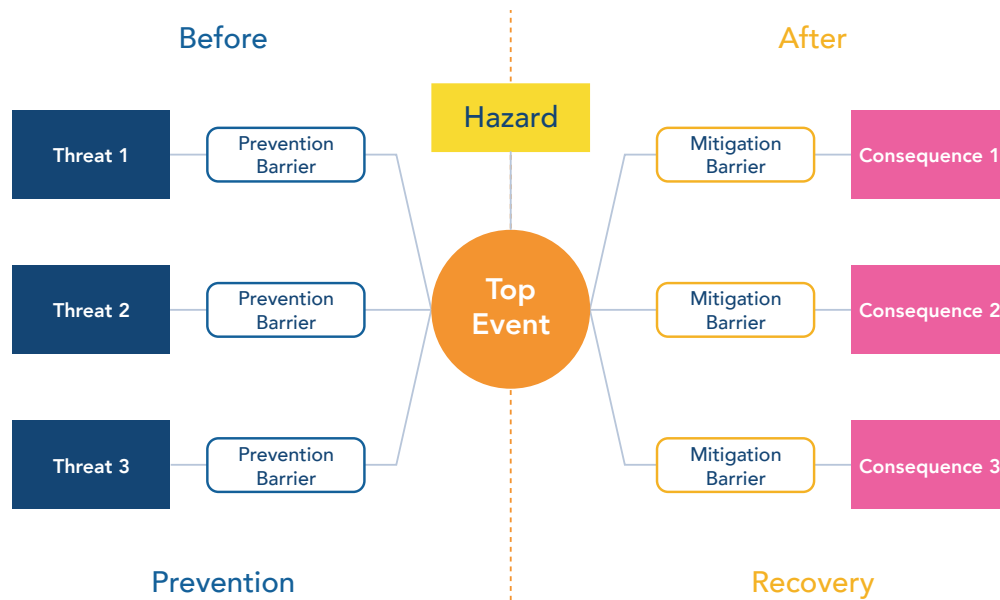 Before
After
Hazard
Threat 1
Prevention
Barrier
Mitigation
Barrier
Consequence 1
Threat 2
Prevention
Barrier
Top
Event
Mitigation
Barrier
Consequence 2
Threat 3
Prevention
Barrier
Mitigation
Barrier
Consequence 3
Prevention
Recovery